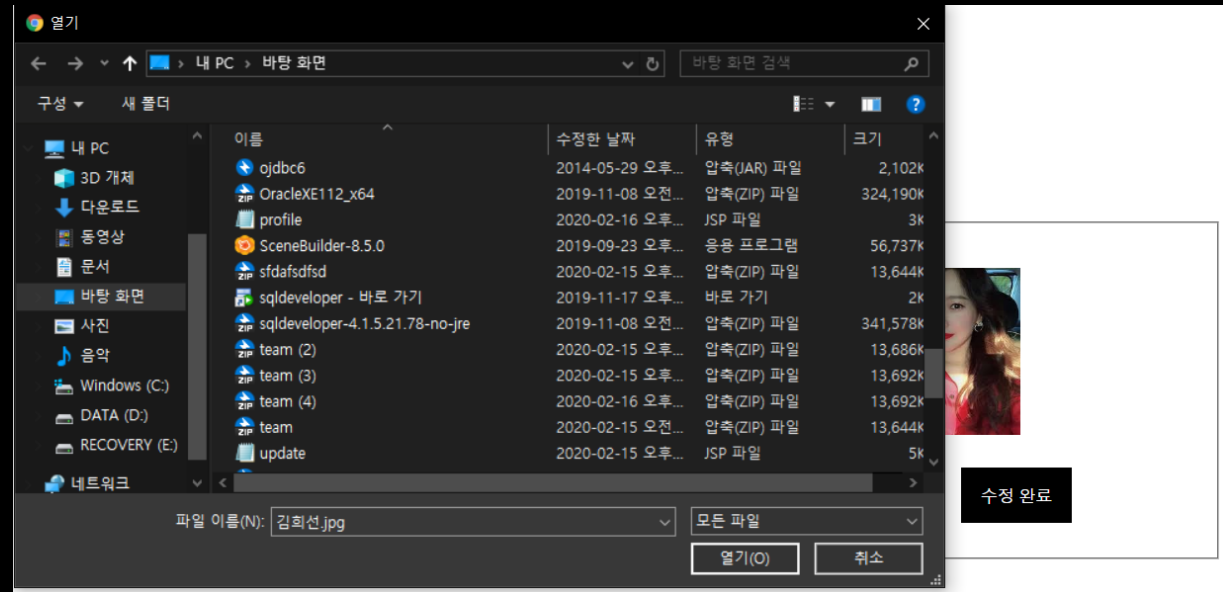 열기
내 PC > 바탕 화면
바탕 화면 검색
구성
새 폴더
내 PC
3D 개체
다운로드
동영상
문서
바탕 화면
사진
음악
Windows (C:)
DATA (D:)
RECOVERY (E:)
네트워크
이름 수정한 날짜 유형 크기
ojdbc6 2014-05-29 오후... 압축(JAR) 파일 2,102K
OracleXE112_x64 2019-11-08 오전... 압축(ZIP) 파일 324,190K
profile 2020-02-16 오후... JSP 파일 3K
SceneBuilder-8.5.0 2019-09-23 오후... 응용 프로그램 56,737K
sfdafsdfsd 2020-02-15 오후... 압축(ZIP) 파일 13,644K
sqldeveloper - 바로 가기 2019-11-17 오후... 바로 가기 2K
sqldeveloper-4.1.5.21.78-no-jre 2019-11-08 오전... 압축(ZIP) 파일 341,578K
team (2) 2020-02-15 오후... 압축(ZIP) 파일 13,686K
team (3) 2020-02-15 오후... 압축(ZIP) 파일 13,692K
team (4) 2020-02-16 오후... 압축(ZIP) 파일 13,692K
team 2020-02-15 오전... 압축(ZIP) 파일 13,644K
update 2020-02-15 오후... JSP 파일 5K
파일 이름(N): 김희선.jpg
모든 파일
열기(O)
취소
수정 완료